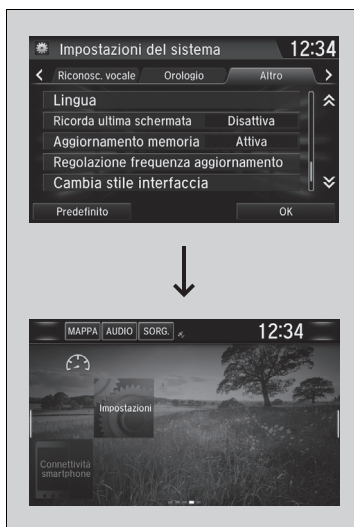 Impostazioni del sistema 12:34
Riconosc. vocale Orologio Altro
Lingua
Ricorda ultima schermata Disattiva
Aggiornamento memoria Attiva
Regolazione frequenza aggiornamento
Cambia stile interfaccia
Predefinito OK
MAPPA AUDIO SORG. 12:34
Impostazioni
Connettività
smartphone